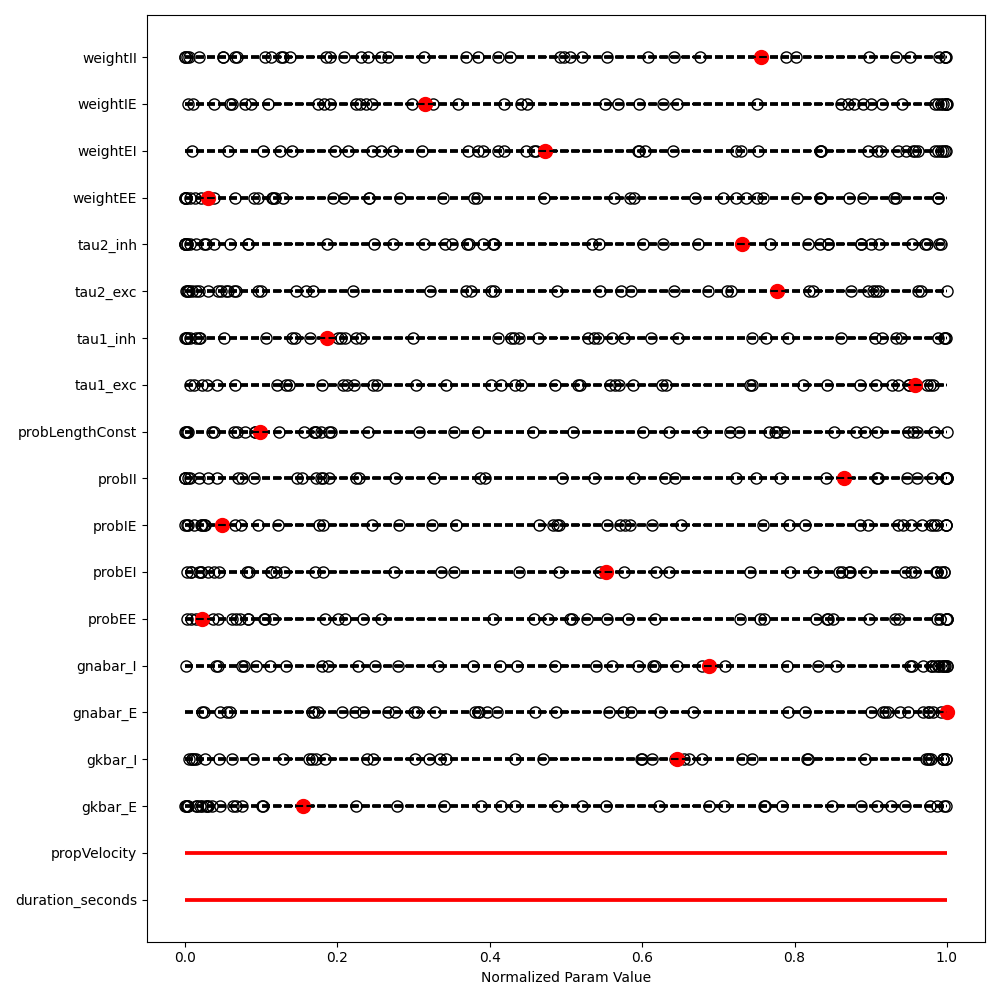 weightII
weightIE
weightEI
weightEE
tau2_inh
tau2_exc
tau1_inh
tau1_exc
probLengthConst
probII
probIE
probEI
probEE
gnabar_I
gnabar_E
gkbar_I
gkbar_E
propVelocity
duration_seconds
0.0 0.2 0.4 0.6 0.8 1.0
Normalized Param Value